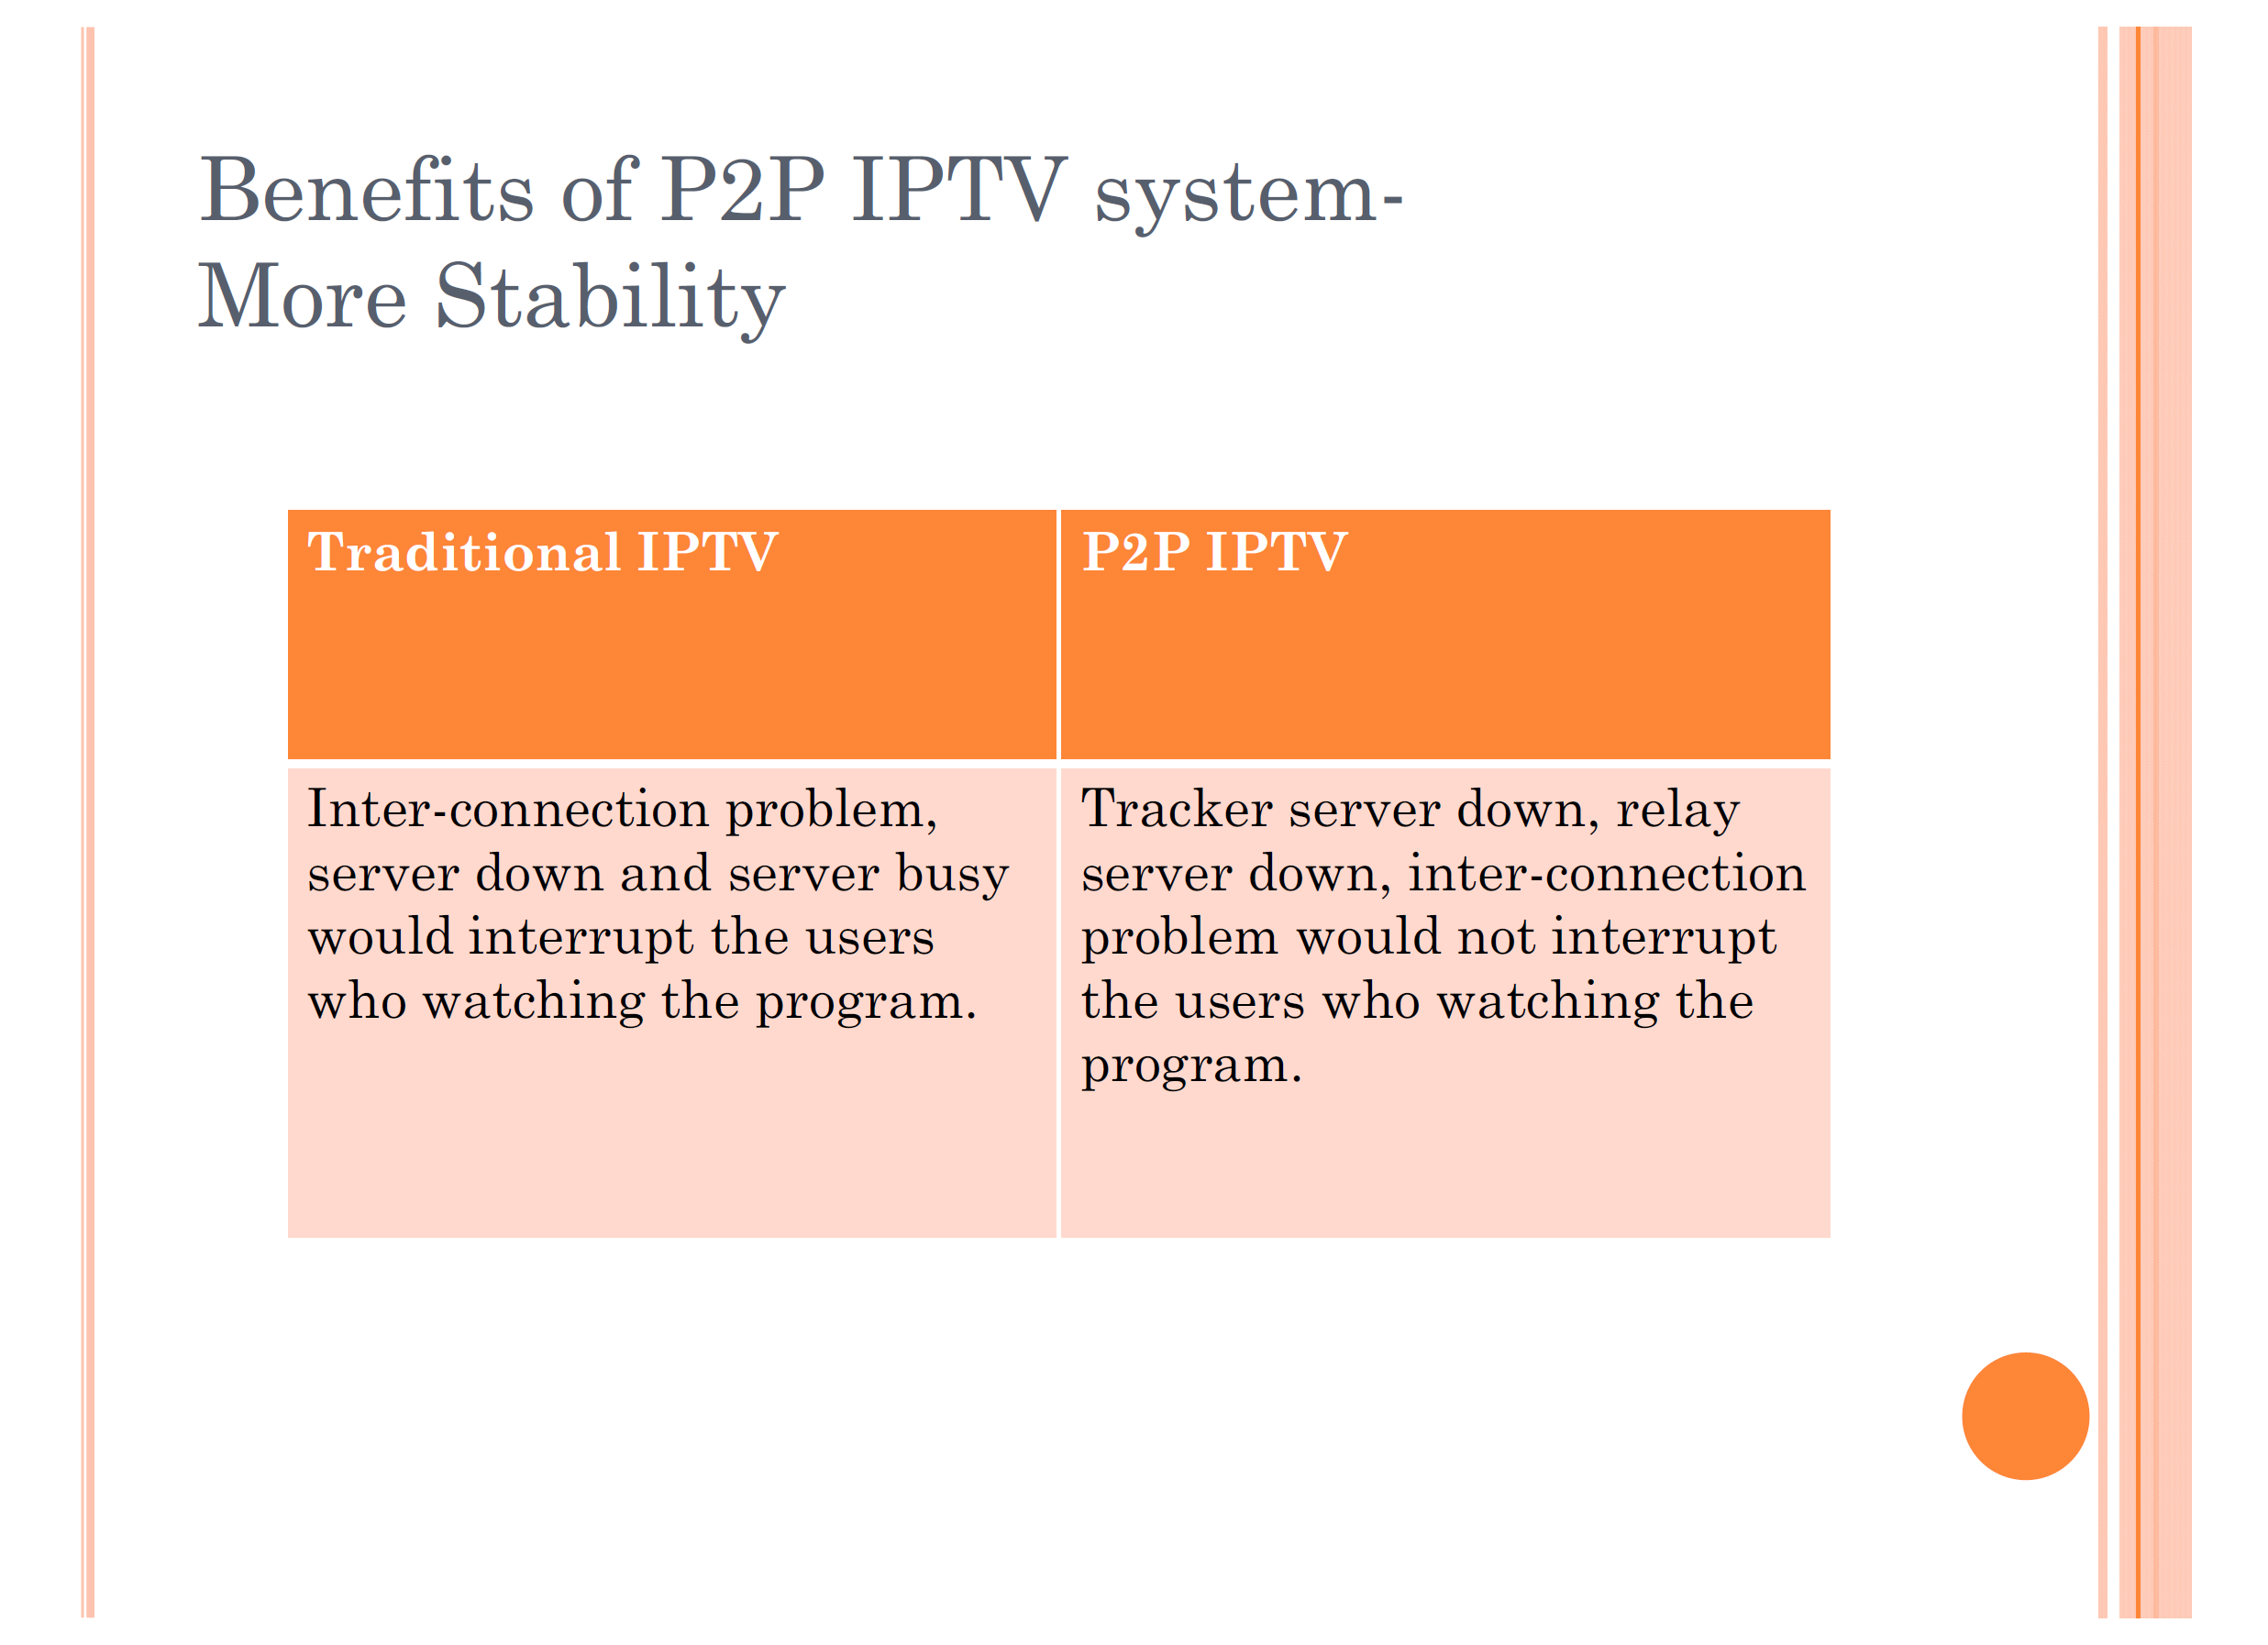 Benefits of P2P IPTV system-
More Stability
Traditional IPTV
P2P IPTV
Inter-connection problem,
server down and server busy
would interrupt the users
who watching the program.
Tracker server down, relay
server down, inter-connection
problem would not interrupt
the users who watching the
program.